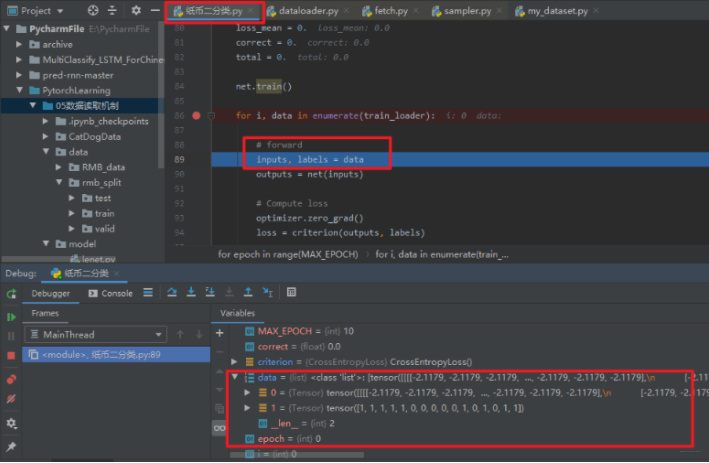 Project
纸币二分类.py
dataloader.py
fetch.py
sampler.py
my_dataset.py
PycharmFile E:\PycharmFile
archive
MultiClassify_LSTM_ForChine
pred-rnn-master
PytorchLearning
05数据读取机制
.ipynb_checkpoints
CatDogData
data
RMB_data
rmb_split
test
train
valid
model
lenet.py
80 loss_mean = 0. loss_mean: 0.0
81 correct = 0. correct: 0.0
82 total = 0. total: 0.0
83
84 net.train()
85
86 for i, data in enumerate(train_loader): i: 0 data:
87
88 # forward
89 inputs, labels = data
90 outputs = net(inputs)
91
92 # Compute loss
93 optimizer.zero_grad()
94 loss = criterion(outputs, labels)
for epoch in range(MAX_EPOCH) for i, data in enumerate(train_...
Debug: 纸币二分类
Debugger Console
Frames
Variables
MainThread
<module>, 纸币二分类.py:89
MAX_EPOCH = {int} 10
correct = {float} 0.0
criterion = {CrossEntropyLoss} CrossEntropyLoss()
data = {list} <class 'list'>: [tensor([[[[-2.1179, -2.1179, -2.1179, ..., -2.1179, -2.1179, -2.1179],\n [-2.1179
0 = {Tensor} tensor([[[[-2.1179, -2.1179, -2.1179, ..., -2.1179, -2.1179, -2.1179],\n [-2.1179, -2.1179,
1 = {Tensor} tensor([1, 1, 1, 1, 1, 0, 0, 0, 0, 1, 0, 1, 0, 1, 1])
__len__ = {int} 2
epoch = {int} 0
i = {int} 0